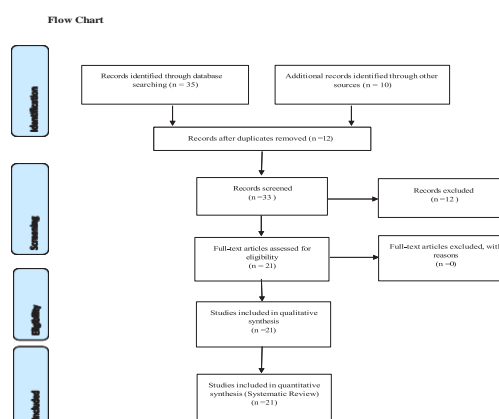 Flow Chart
Identification
Records identified through database
searching (n = 35)
Additional records identified through other
sources (n = 10)
Records after duplicates removed (n =12)
Screening
Records screened
(n =33 )
Records excluded
(n =12 )
Full-text articles assessed for
eligibility
(n = 21)
Full-text articles excluded, with
reasons
(n =0)
Eligibility
Studies included in qualitative
synthesis
(n =21)
Included
Studies included in quantitative
synthesis (Systematic Review)
(n =21)